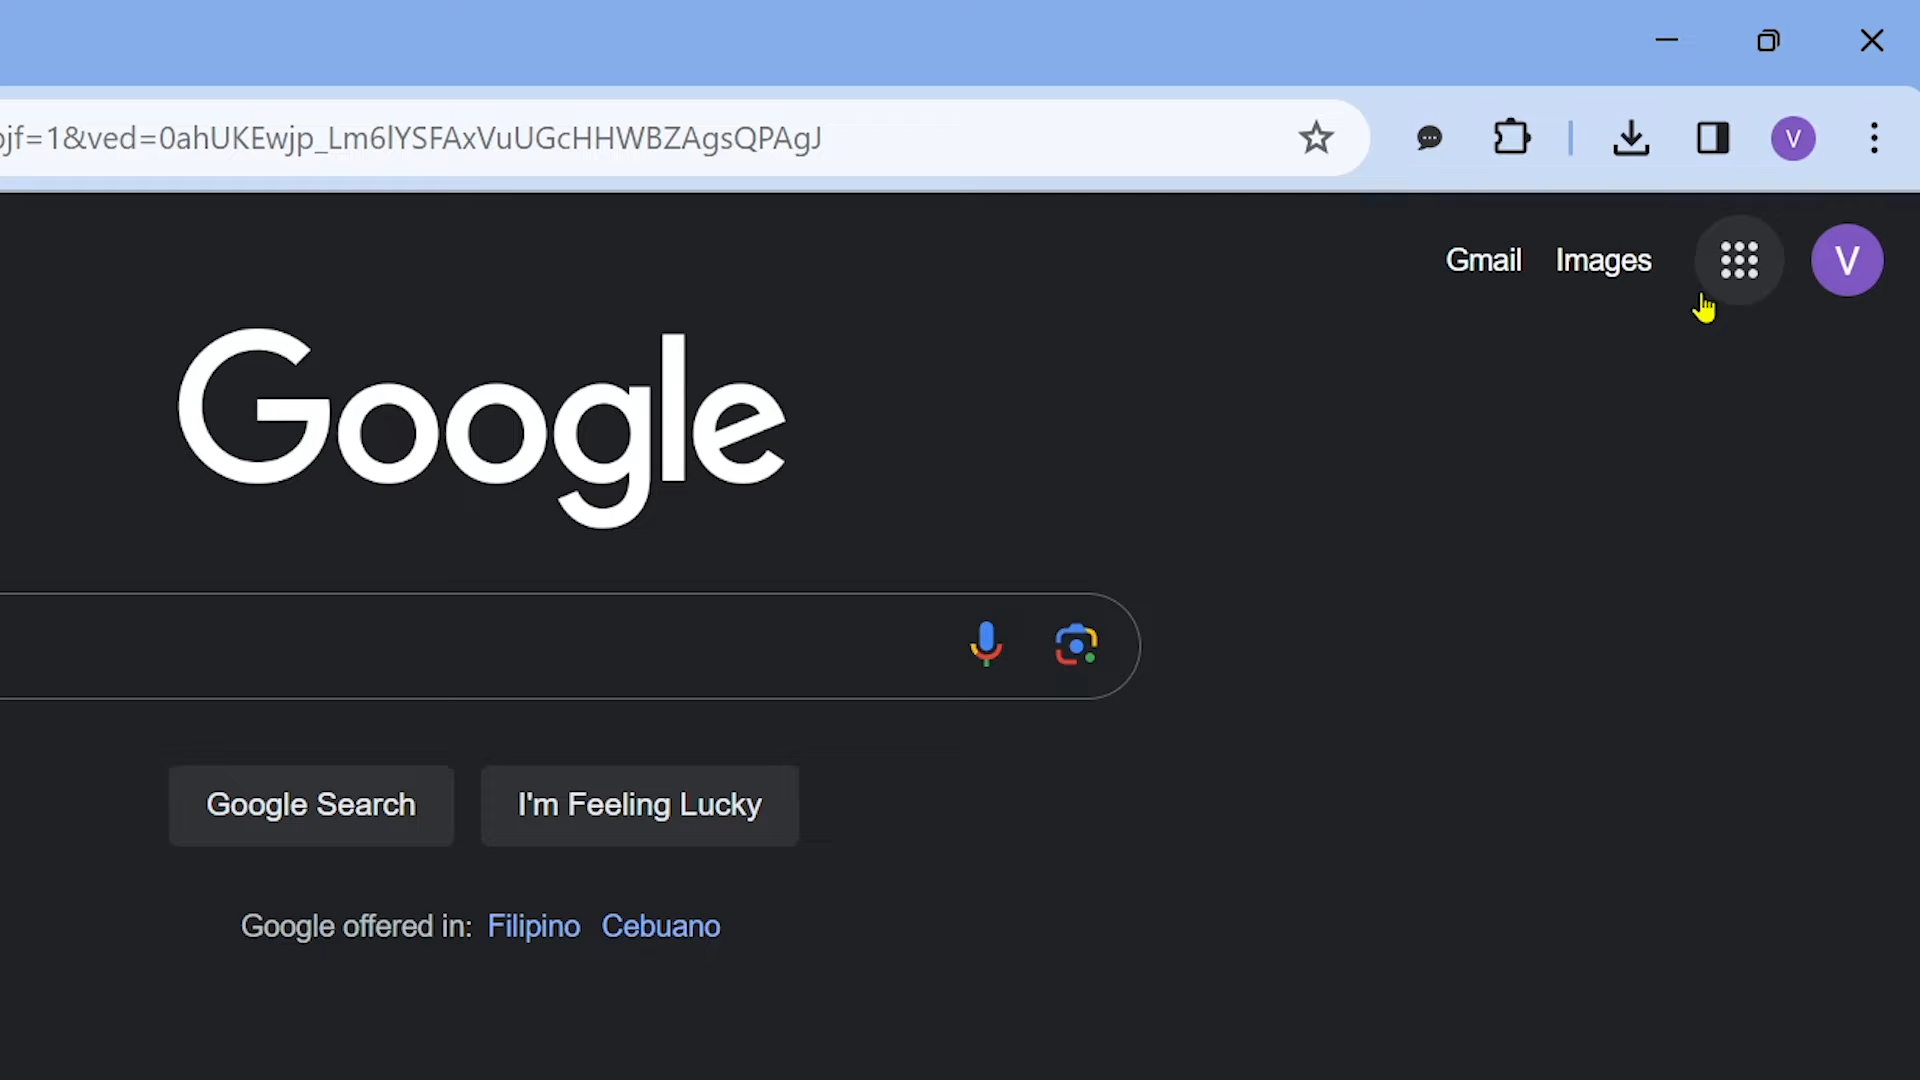 jf=1&ved=0ahUKEwjp_Lm6lYSFAxVuUGcHHWBZAgsQPAgJ
V
Gmail Images
V
Google
Google Search I'm Feeling Lucky
Google offered in: Filipino Cebuano